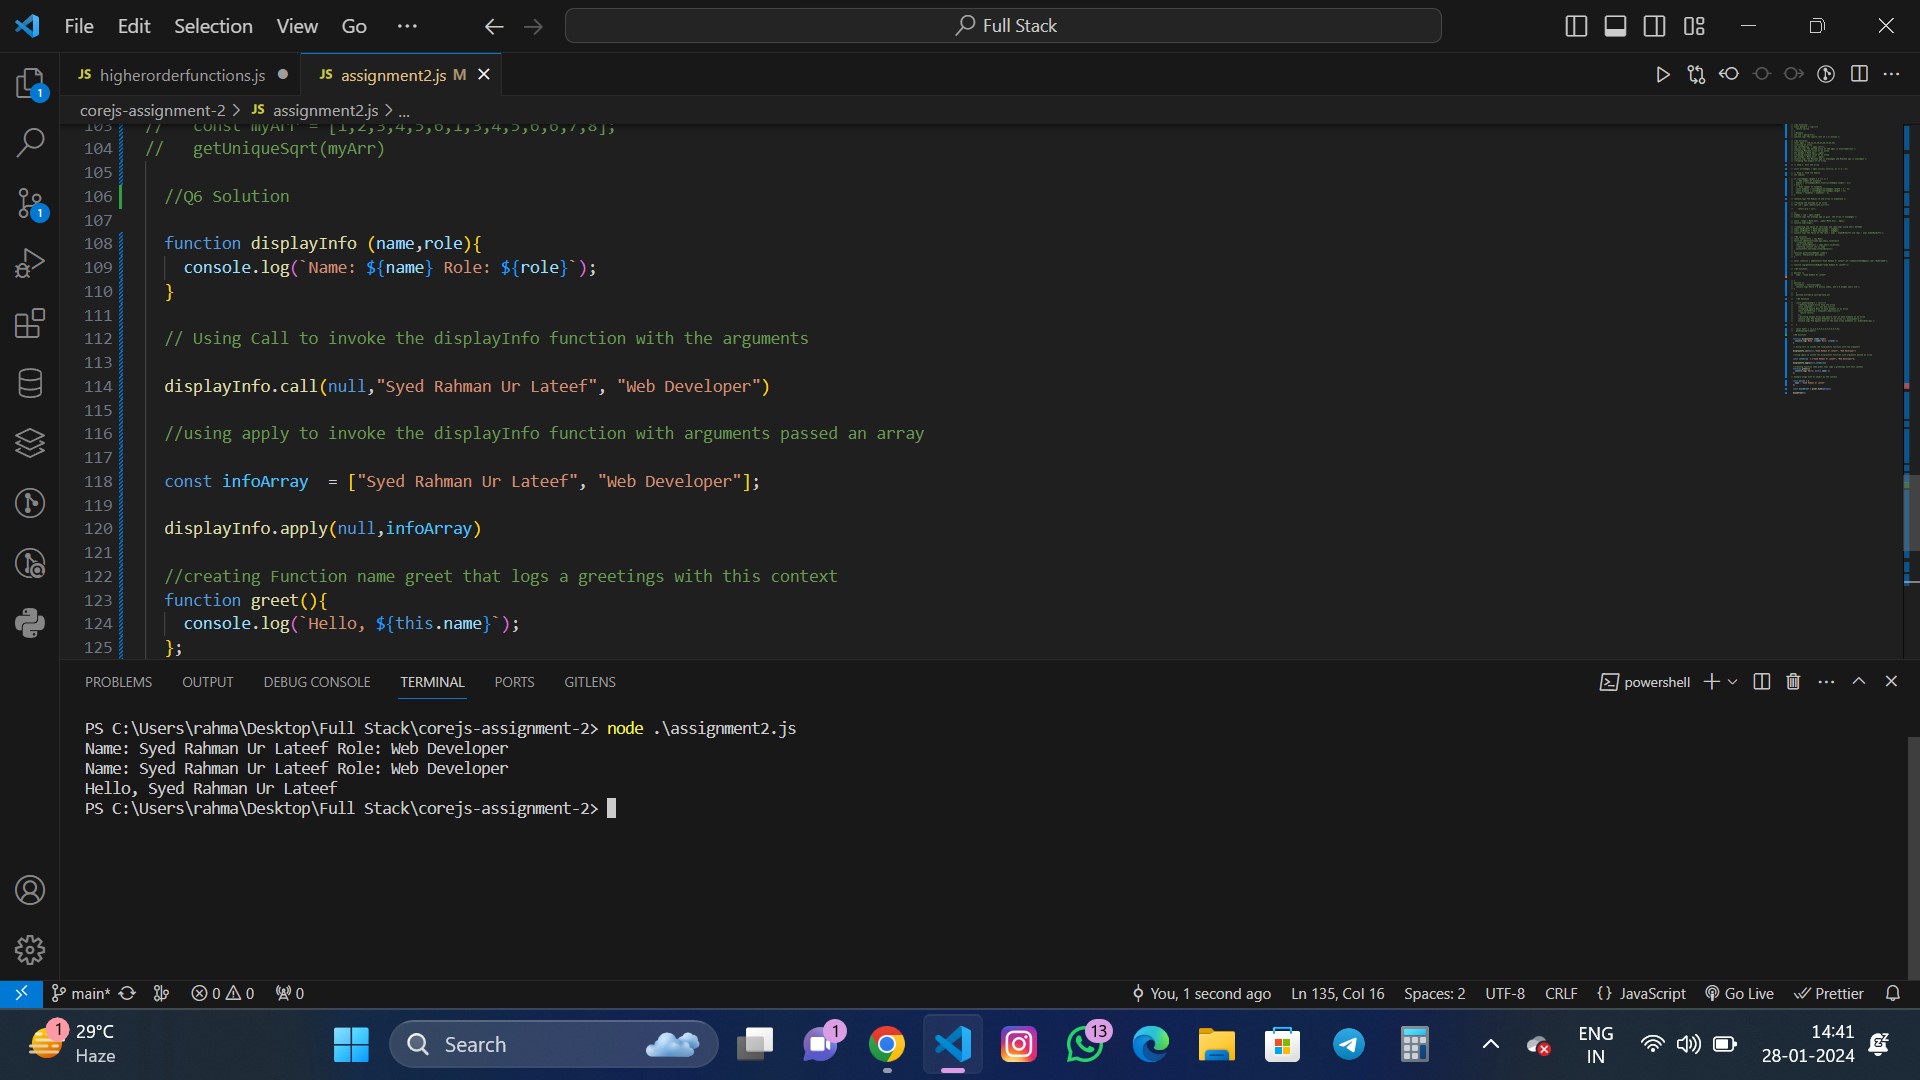 File Edit Selection View Go
Full Stack
JS higherorderfunctions.js
JS assignment2.js M
corejs-assignment-2 > JS assignment2.js > ...
103 // const myArr = [1,2,3,4,5,6,1,3,4,5,6,6,7,8];
104 // getUniqueSqrt(myArr)
105
106 //Q6 Solution
107
108 function displayInfo (name,role){
109 console.log(`Name: ${name} Role: ${role}`);
110 }
111
112 // Using Call to invoke the displayInfo function with the arguments
113
114 displayInfo.call(null,"Syed Rahman Ur Lateef", "Web Developer")
115
116 //using apply to invoke the displayInfo function with arguments passed an array
117
118 const infoArray  = ["Syed Rahman Ur Lateef", "Web Developer"];
119
120 displayInfo.apply(null,infoArray)
121
122 //creating Function name greet that logs a greetings with this context
123 function greet(){
124 console.log(`Hello, ${this.name}`);
125 };
PROBLEMS OUTPUT DEBUG CONSOLE TERMINAL PORTS GITLENS
powershell
PS C:\Users\rahma\Desktop\Full Stack\corejs-assignment-2> node .\assignment2.js
Name: Syed Rahman Ur Lateef Role: Web Developer
Name: Syed Rahman Ur Lateef Role: Web Developer
Hello, Syed Rahman Ur Lateef
PS C:\Users\rahma\Desktop\Full Stack\corejs-assignment-2>
1
1
main* 0 0 0 You, 1 second ago Ln 135, Col 16 Spaces: 2 UTF-8 CRLF {} JavaScript Go Live Prettier
1
29°C
Haze
Search
1
13
ENG
IN
14:41
28-01-2024